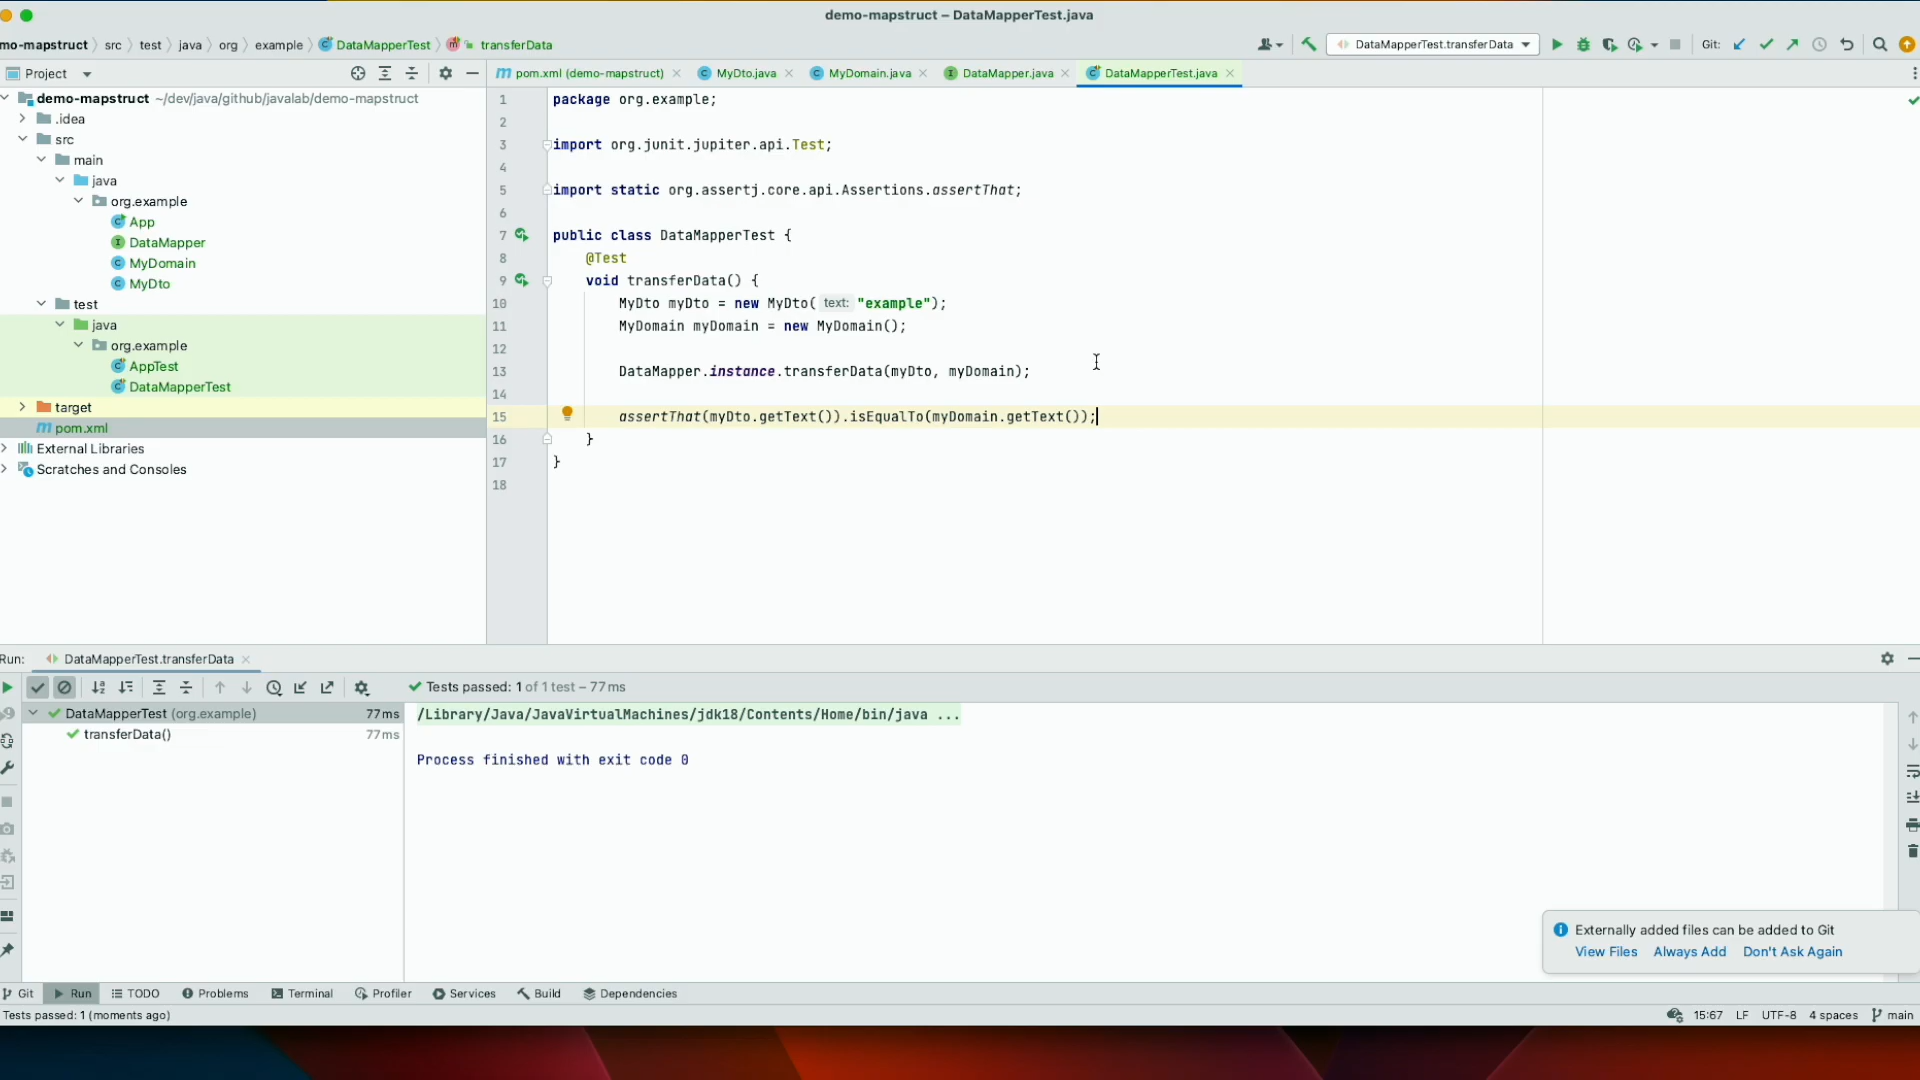 demo-mapstruct – DataMapperTest.java
mo-mapstruct src test java org example DataMapperTest transferData
DataMapperTest.transferData Git:
Project
pom.xml (demo-mapstruct) MyDto.java MyDomain.java DataMapper.java DataMapperTest.java
demo-mapstruct ~/dev/java/github/javalab/demo-mapstruct
.idea
src
main
java
org.example
App
DataMapper
MyDomain
MyDto
test
java
org.example
AppTest
DataMapperTest
target
pom.xml
External Libraries
Scratches and Consoles
1 package org.example;
2
3 import org.junit.jupiter.api.Test;
4
5 import static org.assertj.core.api.Assertions.assertThat;
6
7 public class DataMapperTest {
8 @Test
9 void transferData() {
10 MyDto myDto = new MyDto( text: "example");
11 MyDomain myDomain = new MyDomain();
12
13 DataMapper.instance.transferData(myDto, myDomain);
14
15 assertThat(myDto.getText()).isEqualTo(myDomain.getText());
16 }
17 }
18
Run: DataMapperTest.transferData
Tests passed: 1 of 1 test – 77 ms
DataMapperTest (org.example) 77 ms
transferData() 77 ms
/Library/Java/JavaVirtualMachines/jdk18/Contents/Home/bin/java ...
Process finished with exit code 0
Externally added files can be added to Git
View Files Always Add Don't Ask Again
Git Run TODO Problems Terminal Profiler Services Build Dependencies
Tests passed: 1 (moments ago) 15:67 LF UTF-8 4 spaces main